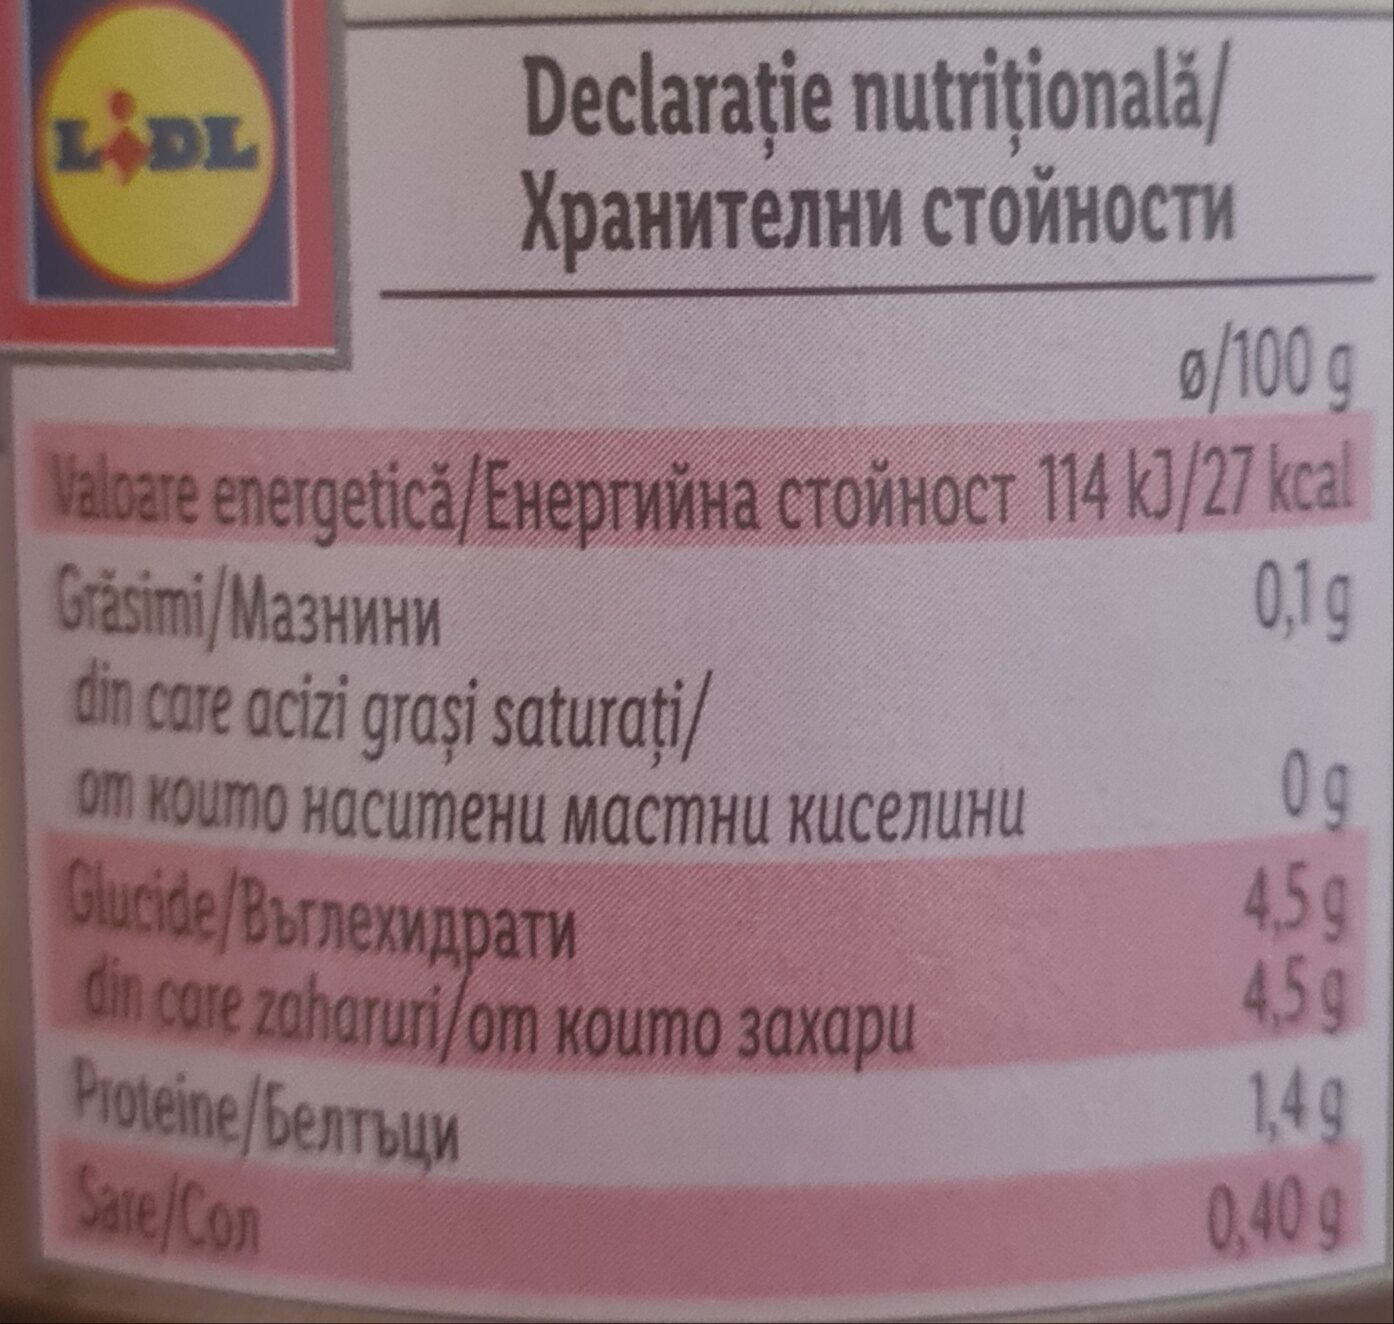 LIDL
Declarație nutrițională/
Хранителни стойности
ø/100 g
Valoare energetică/Енергийна стойност 114 kJ/27 kcal
Grăsimi/Мазнини 0,1 g
din care acizi grași saturați/
от които наситени мастни киселини 0 g
Glucide/Въглехидрати 4,5 g
din care zaharuri/от които захари 4,5 g
Proteine/Белтъци 1,4 g
Sare/Сол 0,40 g